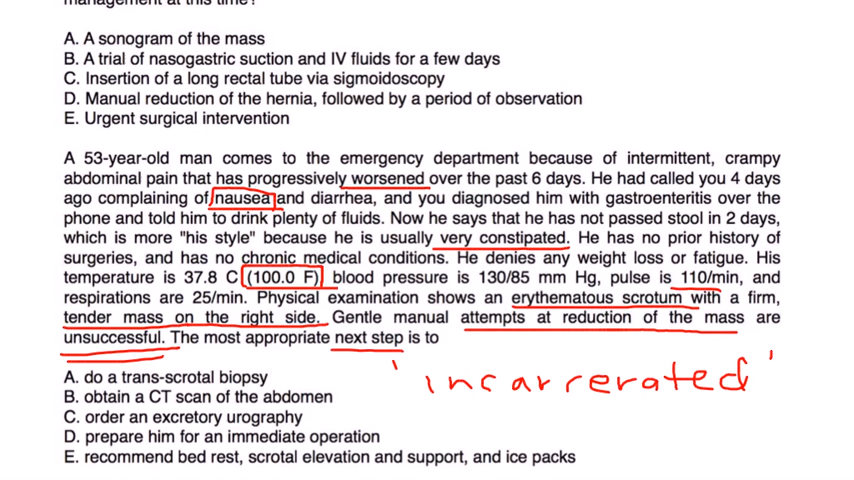 management at this time?
A. A sonogram of the mass
B. A trial of nasogastric suction and IV fluids for a few days
C. Insertion of a long rectal tube via sigmoidoscopy
D. Manual reduction of the hernia, followed by a period of observation
E. Urgent surgical intervention
A 53-year-old man comes to the emergency department because of intermittent, crampy
abdominal pain that has progressively worsened over the past 6 days. He had called you 4 days
ago complaining of nausea and diarrhea, and you diagnosed him with gastroenteritis over the
phone and told him to drink plenty of fluids. Now he says that he has not passed stool in 2 days,
which is more "his style" because he is usually very constipated. He has no prior history of
surgeries, and has no chronic medical conditions. He denies any weight loss or fatigue. His
temperature is 37.8 C (100.0 F), blood pressure is 130/85 mm Hg, pulse is 110/min, and
respirations are 25/min. Physical examination shows an erythematous scrotum with a firm,
tender mass on the right side. Gentle manual attempts at reduction of the mass are
unsuccessful. The most appropriate next step is to
'incarrerated'
A. do a trans-scrotal biopsy
B. obtain a CT scan of the abdomen
C. order an excretory urography
D. prepare him for an immediate operation
E. recommend bed rest, scrotal elevation and support, and ice packs